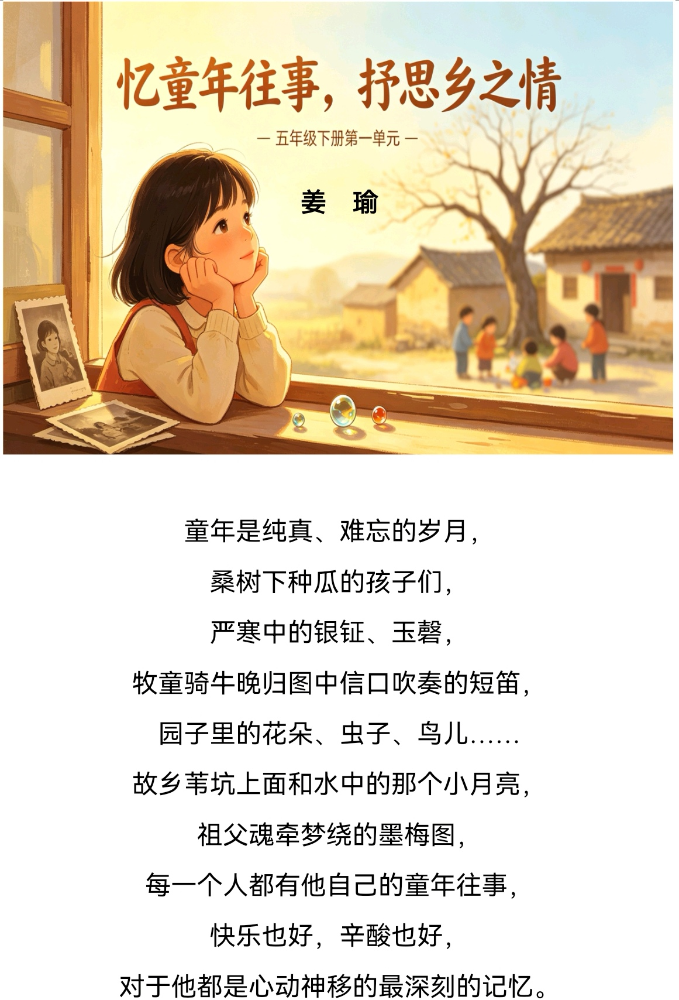 忆童年往事，抒思乡之情
— 五年级下册第一单元 —
姜 瑜
童年是纯真、难忘的岁月，
桑树下种瓜的孩子们，
严寒中的银钲、玉磬，
牧童骑牛晚归图中信口吹奏的短笛，
园子里的花朵、虫子、鸟儿……
故乡苇坑上面和水中的那个小月亮，
祖父魂牵梦绕的墨梅图，
每一个人都有他自己的童年往事，
快乐也好，辛酸也好，
对于他都是心动神移的最深刻的记忆。